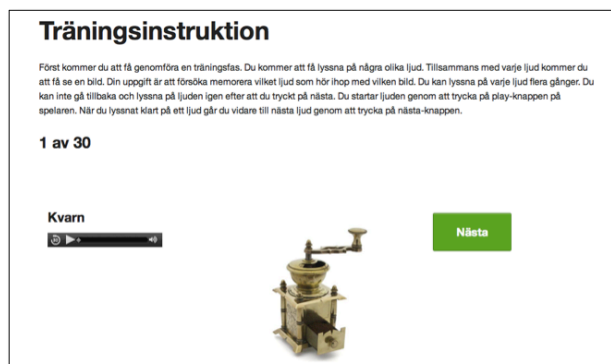 Träningsinstruktion
Först kommer du att få genomföra en träningsfas. Du kommer att få lyssna på några olika ljud. Tillsammans med varje ljud kommer du
att få se en bild. Din uppgift är att försöka memorera vilket ljud som hör ihop med vilken bild. Du kan lyssna på varje ljud flera gånger. Du
kan inte gå tillbaka och lyssna på ljuden igen efter att du tryckt på nästa. Du startar ljuden genom att trycka på play-knappen på
spelaren. När du lyssnat klart på ett ljud går du vidare till nästa ljud genom att trycka på nästa-knappen.
1 av 30
Kvarn
Nästa